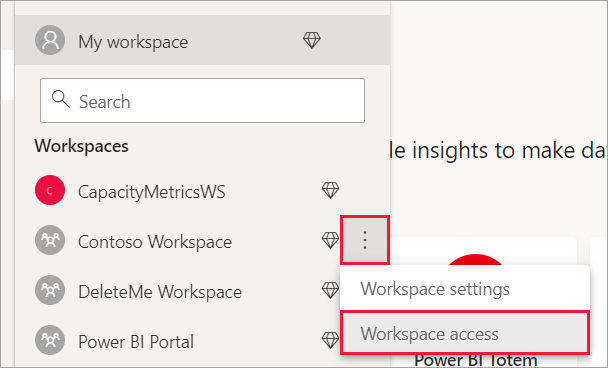 My workspace
Search
Workspaces
le insights to make da
C CapacityMetricsWS
Contoso Workspace
DeleteMe Workspace
Workspace settings
Power BI Portal
Workspace access
Power BI Totem